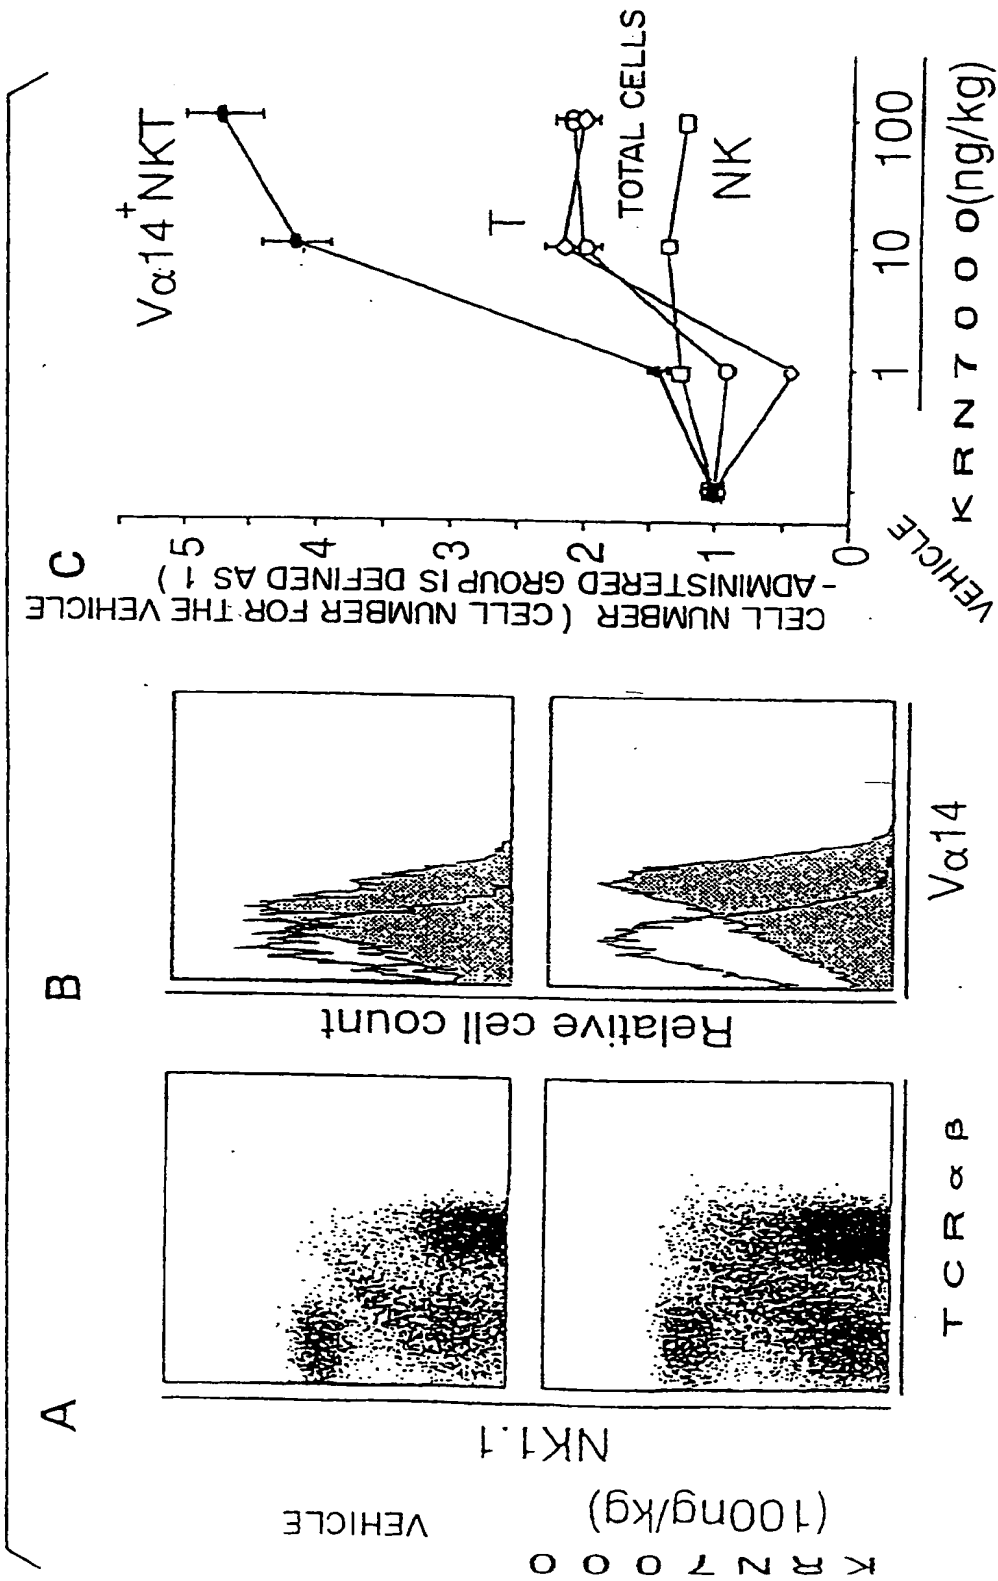 A
VEHICLE
KRN7000
(100ng/kg)
NK1.1
TCRαβ
B
Relative cell count
Vα14
C
CELL NUMBER (CELL NUMBER FOR THE VEHICLE
-ADMINISTERED GROUP IS DEFINED AS 1)
5
4
3
2
1
0
Vα14+NKT
T
TOTAL CELLS
NK
VEHICLE
1 10 100
KRN7000(ng/kg)